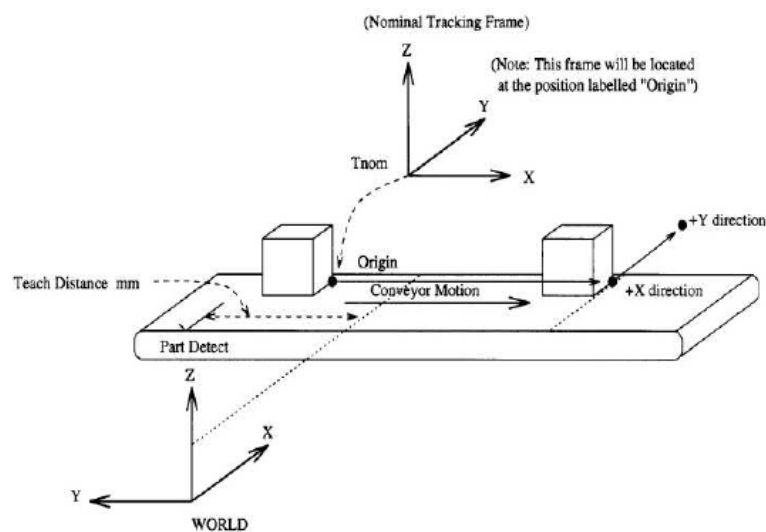 (Nominal Tracking Frame)
Z
(Note: This frame will be located
at the position labelled "Origin")
Y
Tnom
X
+Y direction
Origin
Teach Distance mm
Conveyor Motion
+X direction
Part Detect
Z
X
Y
WORLD